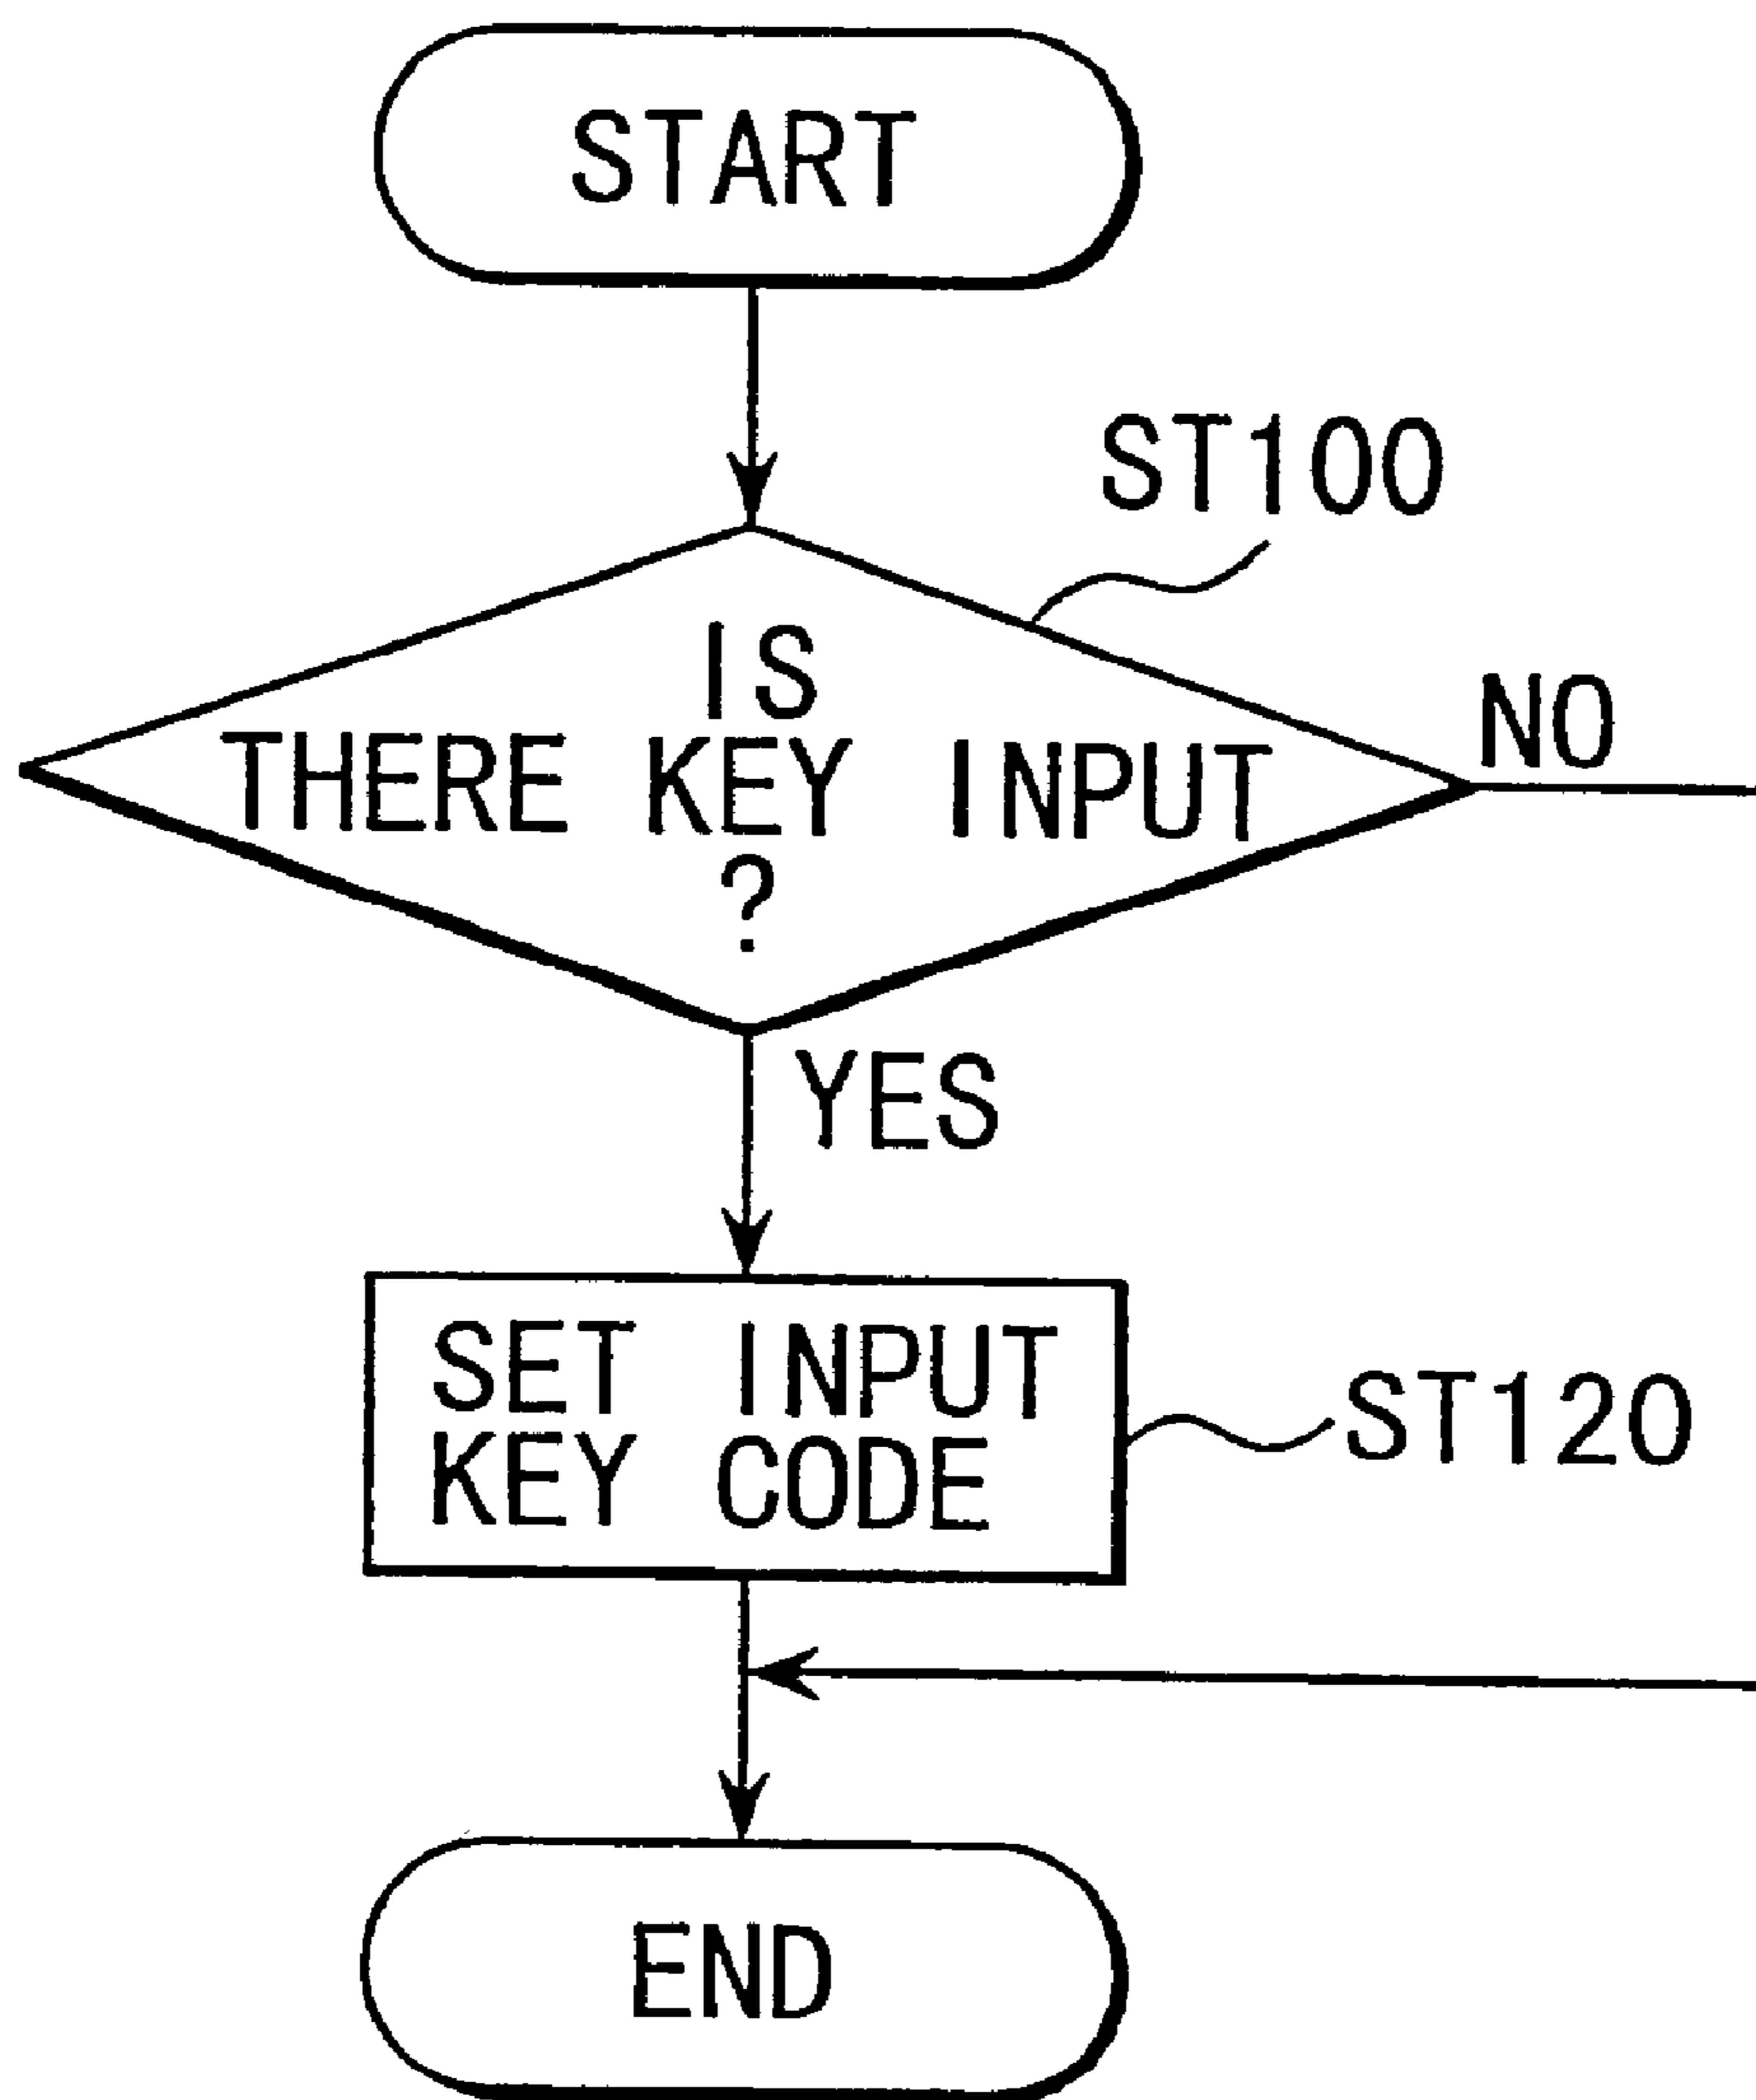 START
ST100
IS
THERE KEY INPUT
?
NO
YES
SET INPUT
KEY CODE
ST120
END